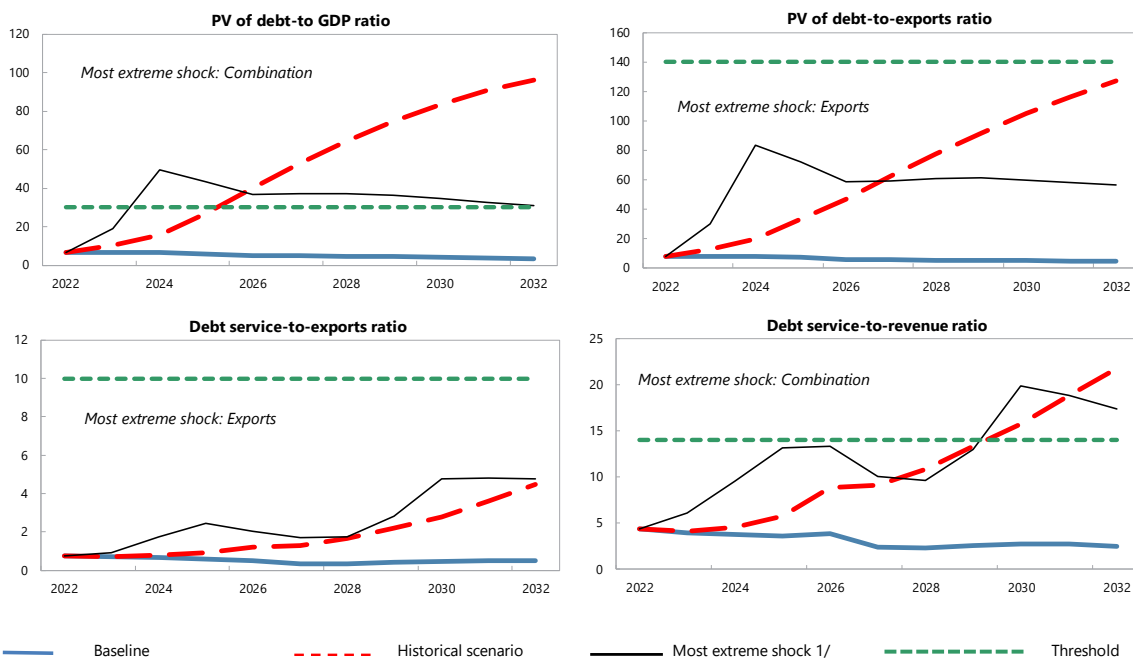 PV of debt-to GDP ratio
120
100
80
60
40
20
0
Most extreme shock: Combination
2022 2024 2026 2028 2030 2032
PV of debt-to-exports ratio
160
140
120
100
80
60
40
20
0
Most extreme shock: Exports
2022 2024 2026 2028 2030 2032
Debt service-to-exports ratio
12
10
8
6
4
2
0
Most extreme shock: Exports
2022 2024 2026 2028 2030 2032
Debt service-to-revenue ratio
25
20
15
10
5
0
Most extreme shock: Combination
2022 2024 2026 2028 2030 2032
Baseline Historical scenario Most extreme shock 1/ Threshold